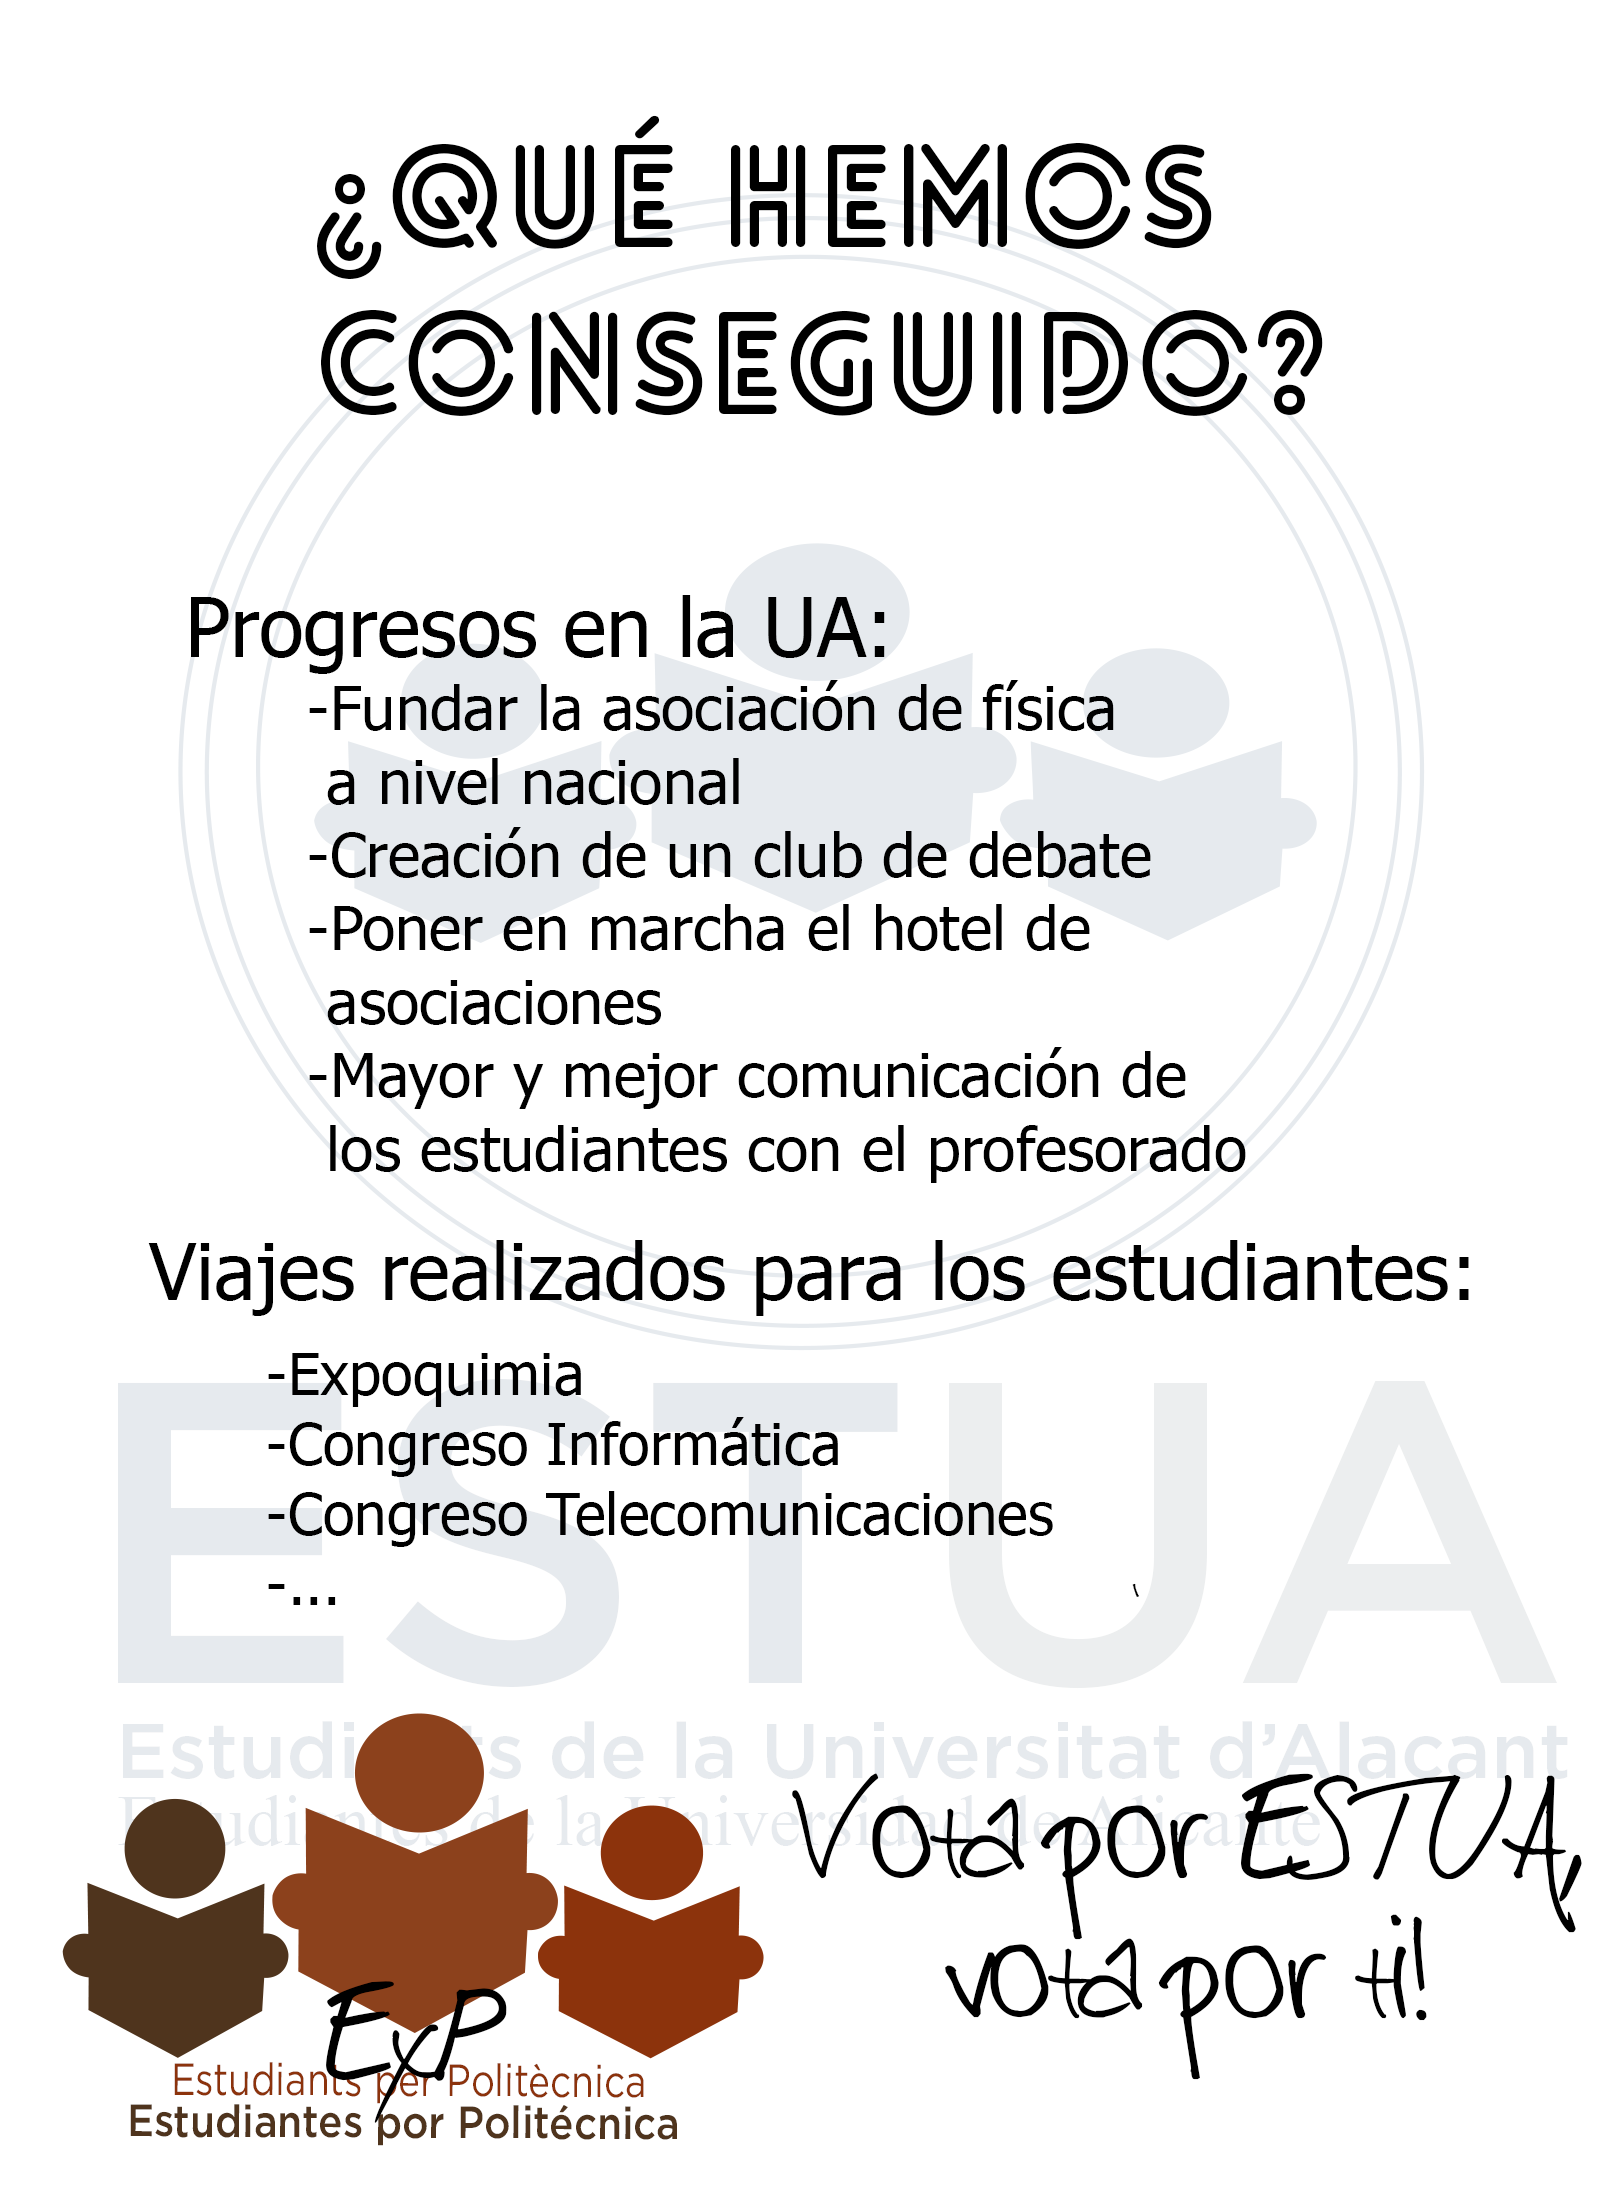 ¿QUÉ HEMOS
CONSEGUIDO?
Progresos en la UA:
-Fundar la asociación de física
a nivel nacional
-Creación de un club de debate
-Poner en marcha el hotel de
asociaciones
-Mayor y mejor comunicación de
los estudiantes con el profesorado
Viajes realizados para los estudiantes:
-Expoquimia
-Congreso Informática
-Congreso Telecomunicaciones
-...
ESTUA
Estudiants de la Universitat d'Alacant
Estudiantes de la Universidad de Alicante
Vota por ESTUA,
vota por ti!
ExP
Estudiants per Politècnica
Estudiantes por Politécnica